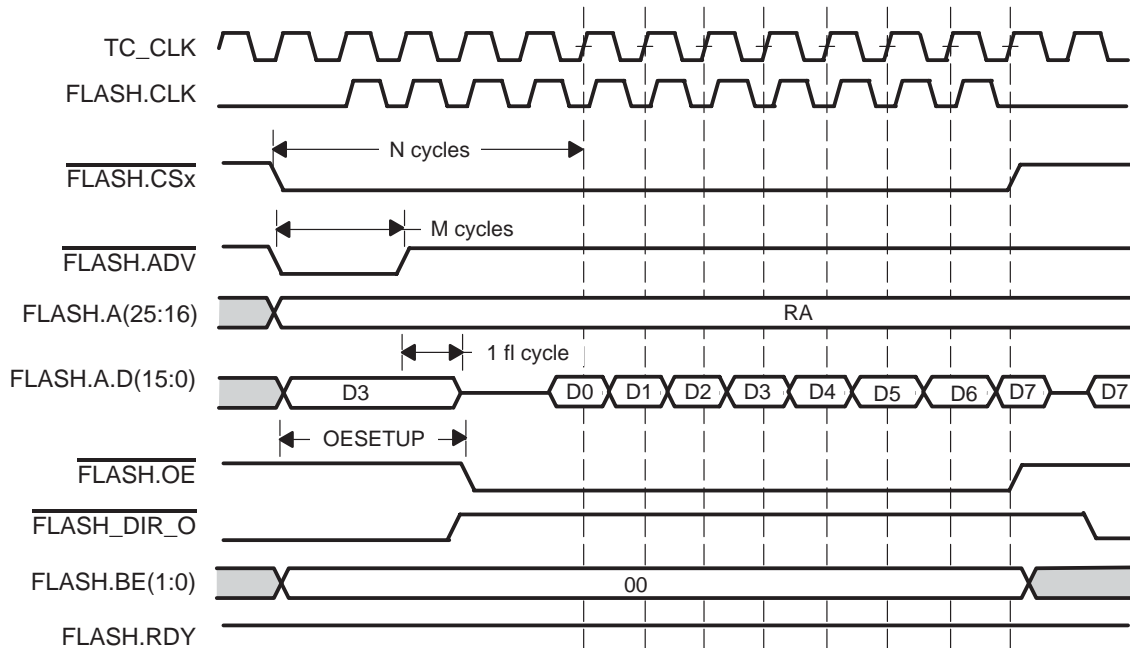 TC_CLK
FLASH.CLK
N cycles
FLASH.CSx
M cycles
FLASH.ADV
FLASH.A(25:16)
RA
1 fl cycle
FLASH.A.D(15:0)
D3 D0 D1 D2 D3 D4 D5 D6 D7 D7
OESETUP
FLASH.OE
FLASH_DIR_O
FLASH.BE(1:0)
00
FLASH.RDY